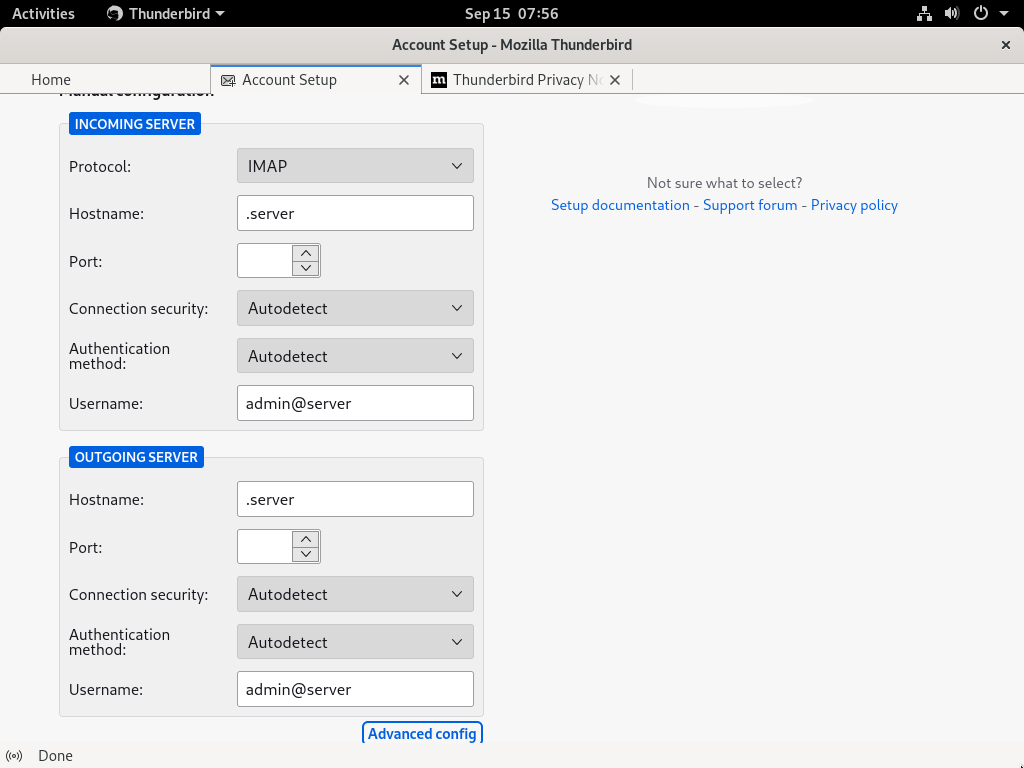 Activities
Thunderbird
Sep 15 07:56
Account Setup - Mozilla Thunderbird
Home
Account Setup
Thunderbird Privacy No
Manual configuration
INCOMING SERVER
Protocol:
IMAP
Hostname:
.server
Port:
Connection security:
Autodetect
Authentication
method:
Autodetect
Username:
admin@server
OUTGOING SERVER
Hostname:
.server
Port:
Connection security:
Autodetect
Authentication
method:
Autodetect
Username:
admin@server
Advanced config
Not sure what to select?
Setup documentation - Support forum - Privacy policy
Done